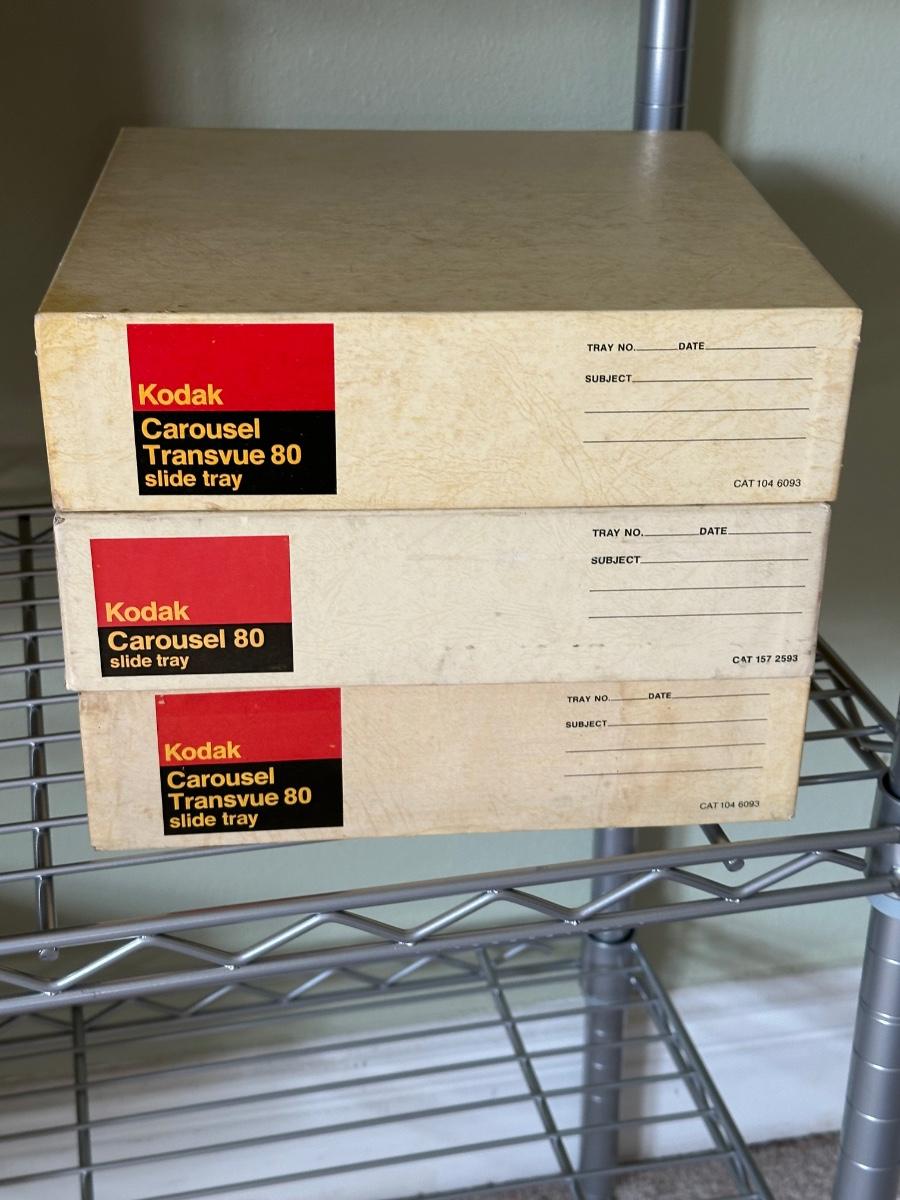 Kodak
Carousel
Transvue 80
slide tray
TRAY NO. DATE
SUBJECT
CAT 104 6093
Kodak
Carousel 80
slide tray
TRAY NO. DATE
SUBJECT
CAT 157 2593
Kodak
Carousel
Transvue 80
slide tray
TRAY NO. DATE
SUBJECT
CAT 104 6093